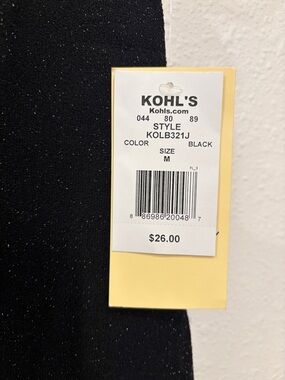 KOHL'S
Kohls.com
044 80 89
STYLE
KOLB321J
COLOR BLACK
SIZE
M
8 86986 20048 7
$26.00